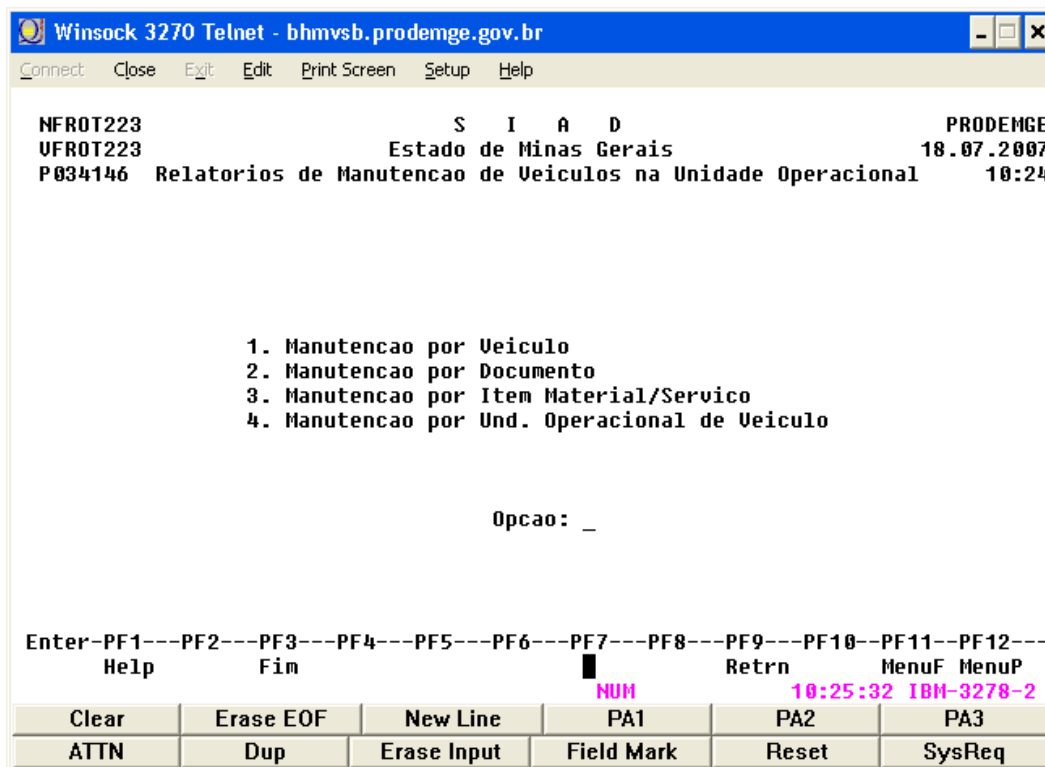 Winsock 3270 Telnet - bhmvsb.prodemge.gov.br
Connect Close Exit Edit Print Screen Setup Help
NFROT223 S I A D PRODEMGE
VFROT223 Estado de Minas Gerais 18.07.2007
P034146 Relatorios de Manutencao de Veiculos na Unidade Operacional 10:24
1. Manutencao por Veiculo
2. Manutencao por Documento
3. Manutencao por Item Material/Servico
4. Manutencao por Und. Operacional de Veiculo
Opcao: _
Enter-PF1---PF2---PF3---PF4---PF5---PF6---PF7---PF8---PF9---PF10--PF11--PF12---
Help Fim Retrn MenuF MenuP
NUM 10:25:32 IBM-3278-2
Clear Erase EOF New Line PA1 PA2 PA3
ATTN Dup Erase Input Field Mark Reset SysReq